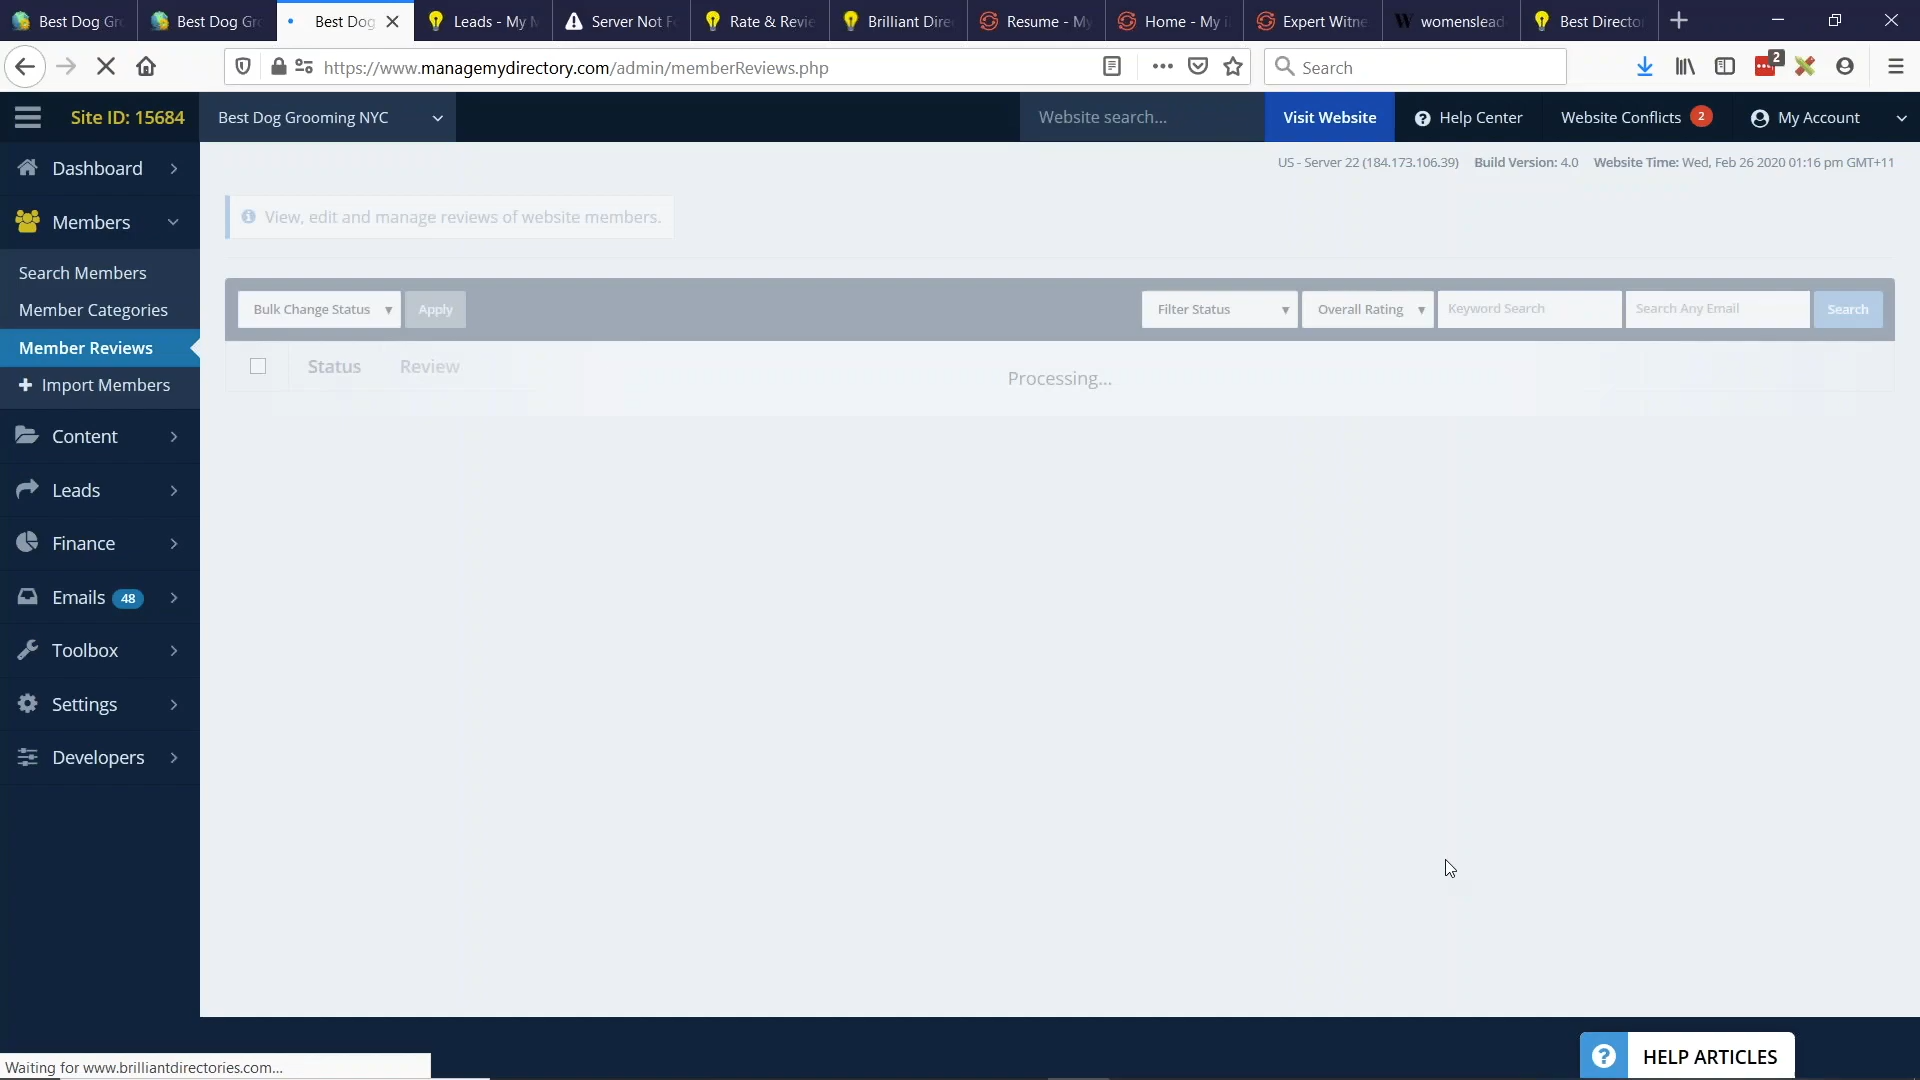 Best Dog Gr
Best Dog Gr
Best Dog
Leads - My M
Server Not F
Rate & Revie
Brilliant Dire
Resume - My
Home - My i
Expert Witne
womenslead
Best Directo
https://www.managemydirectory.com/admin/memberReviews.php
Search
2
Site ID: 15684
Best Dog Grooming NYC
Website search...
Visit Website
Help Center
Website Conflicts 2
My Account
US - Server 22 (184.173.106.39) Build Version: 4.0 Website Time: Wed, Feb 26 2020 01:16 pm GMT+11
Dashboard
Members
Search Members
Member Categories
Member Reviews
Import Members
Content
Leads
Finance
Emails 48
Toolbox
Settings
Developers
View, edit and manage reviews of website members.
Bulk Change Status
Apply
Filter Status
Overall Rating
Keyword Search
Search Any Email
Search
Status
Review
Processing...
HELP ARTICLES
Waiting for www.brilliantdirectories.com...